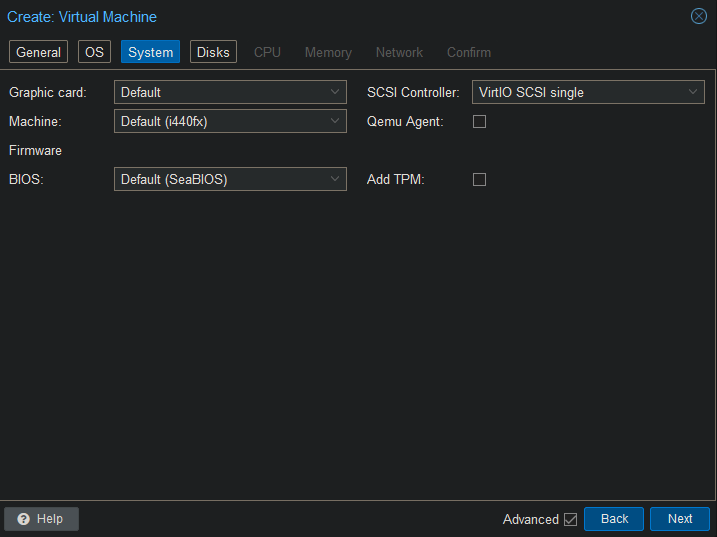 Create: Virtual Machine
General OS System Disks CPU Memory Network Confirm
Graphic card: Default SCSI Controller: VirtIO SCSI single
Machine: Default (i440fx) Qemu Agent:
Firmware
BIOS: Default (SeaBIOS) Add TPM:
? Help Advanced Back Next